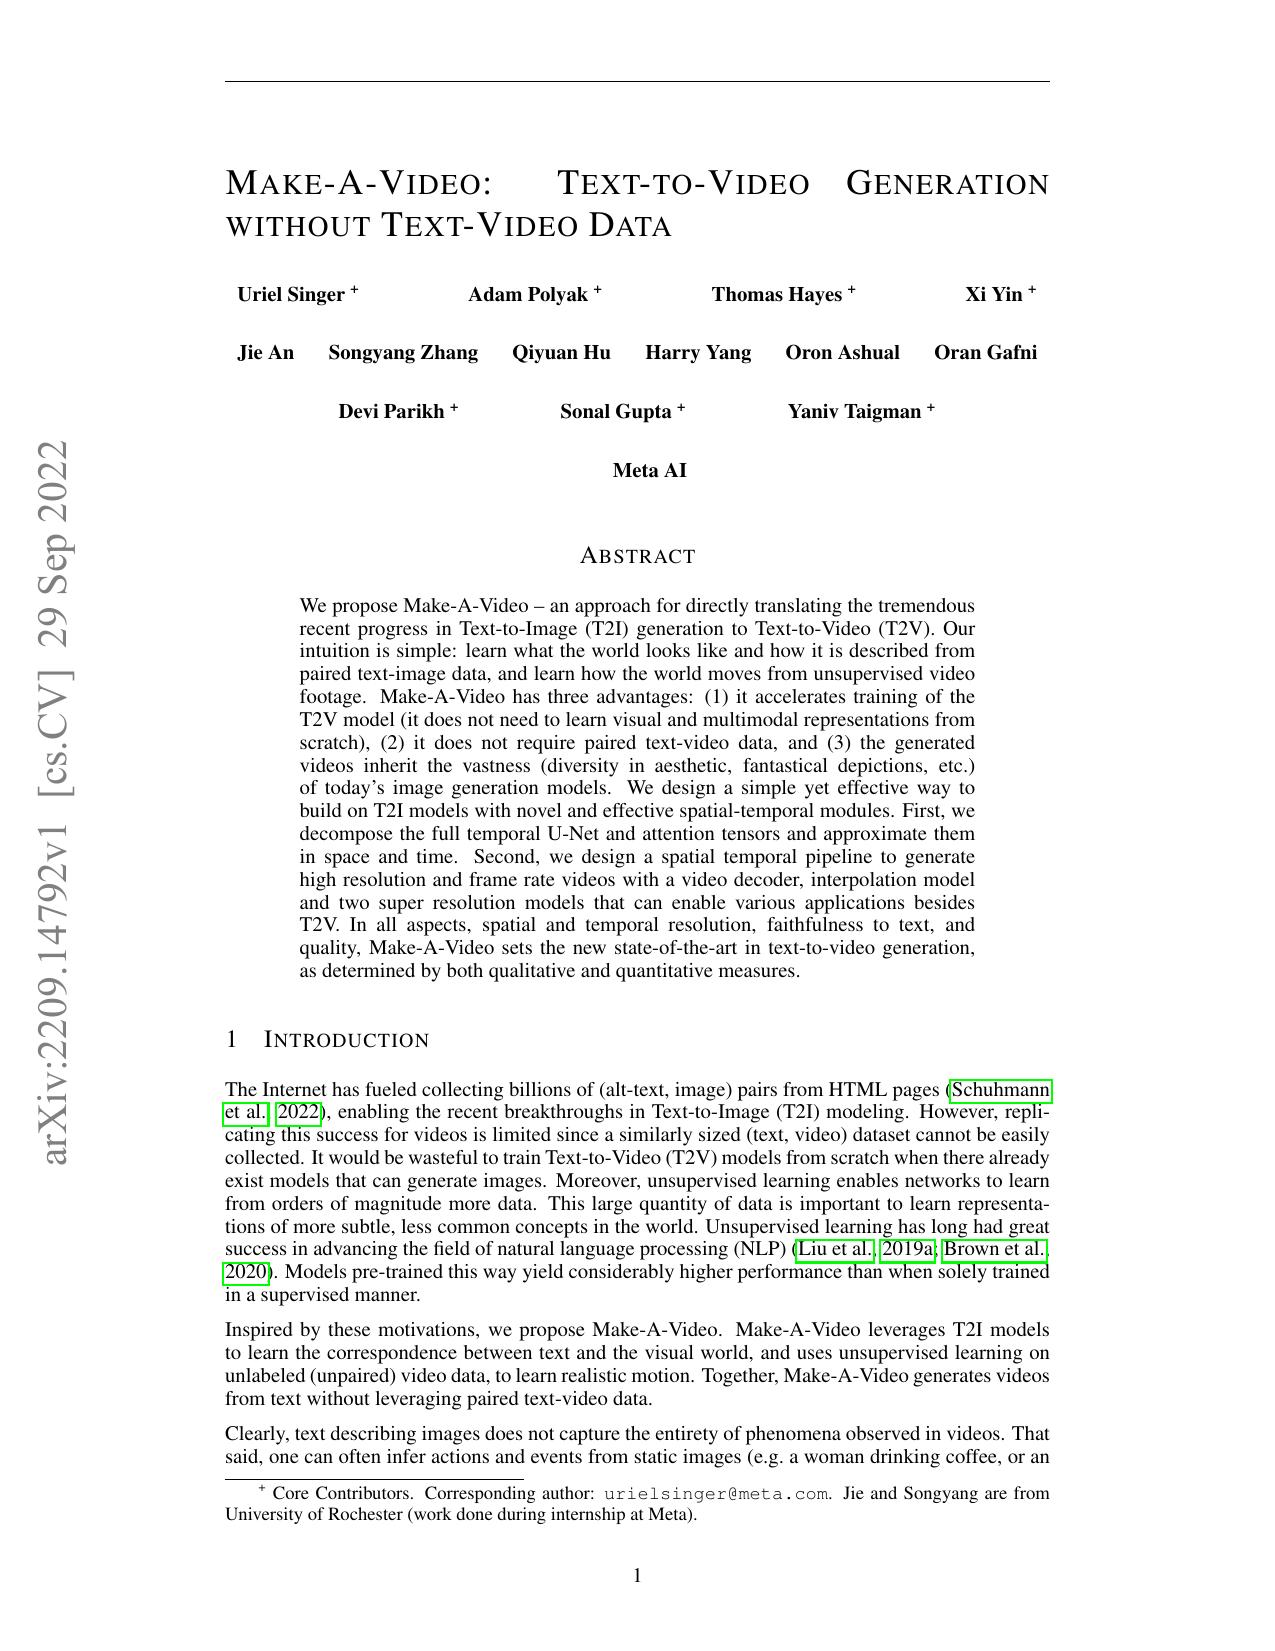 MAKE-A-VIDEO: TEXT-TO-VIDEO GENERATION
WITHOUT TEXT-VIDEO DATA
Uriel Singer + Adam Polyak + Thomas Hayes + Xi Yin +
Jie An Songyang Zhang Qiyuan Hu Harry Yang Oron Ashual Oran Gafni
Devi Parikh + Sonal Gupta + Yaniv Taigman +
Meta AI
ABSTRACT
We propose Make-A-Video – an approach for directly translating the tremendous
recent progress in Text-to-Image (T2I) generation to Text-to-Video (T2V). Our
intuition is simple: learn what the world looks like and how it is described from
paired text-image data, and learn how the world moves from unsupervised video
footage. Make-A-Video has three advantages: (1) it accelerates training of the
T2V model (it does not need to learn visual and multimodal representations from
scratch), (2) it does not require paired text-video data, and (3) the generated
videos inherit the vastness (diversity in aesthetic, fantastical depictions, etc.)
of today's image generation models. We design a simple yet effective way to
build on T2I models with novel and effective spatial-temporal modules. First, we
decompose the full temporal U-Net and attention tensors and approximate them
in space and time. Second, we design a spatial temporal pipeline to generate
high resolution and frame rate videos with a video decoder, interpolation model
and two super resolution models that can enable various applications besides
T2V. In all aspects, spatial and temporal resolution, faithfulness to text, and
quality, Make-A-Video sets the new state-of-the-art in text-to-video generation,
as determined by both qualitative and quantitative measures.
1 INTRODUCTION
The Internet has fueled collecting billions of (alt-text, image) pairs from HTML pages (Schuhmann
et al., 2022), enabling the recent breakthroughs in Text-to-Image (T2I) modeling. However, repli-
cating this success for videos is limited since a similarly sized (text, video) dataset cannot be easily
collected. It would be wasteful to train Text-to-Video (T2V) models from scratch when there already
exist models that can generate images. Moreover, unsupervised learning enables networks to learn
from orders of magnitude more data. This large quantity of data is important to learn representa-
tions of more subtle, less common concepts in the world. Unsupervised learning has long had great
success in advancing the field of natural language processing (NLP) (Liu et al., 2019a; Brown et al.,
2020). Models pre-trained this way yield considerably higher performance than when solely trained
in a supervised manner.
Inspired by these motivations, we propose Make-A-Video. Make-A-Video leverages T2I models
to learn the correspondence between text and the visual world, and uses unsupervised learning on
unlabeled (unpaired) video data, to learn realistic motion. Together, Make-A-Video generates videos
from text without leveraging paired text-video data.
Clearly, text describing images does not capture the entirety of phenomena observed in videos. That
said, one can often infer actions and events from static images (e.g. a woman drinking coffee, or an
+ Core Contributors. Corresponding author: urielsinger@meta.com. Jie and Songyang are from
University of Rochester (work done during internship at Meta).
1
arXiv:2209.14792v1 [cs.CV] 29 Sep 2022